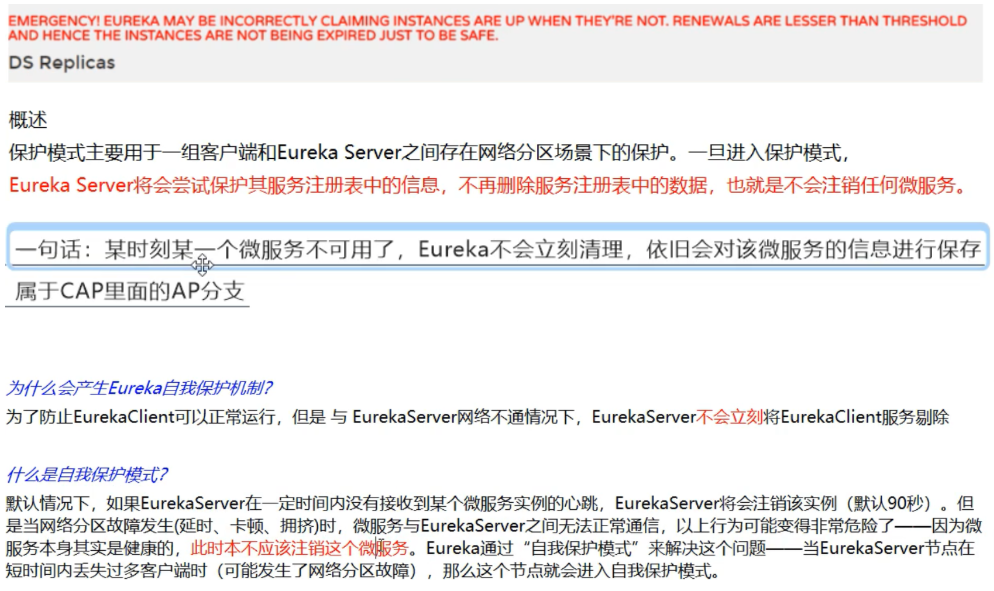 EMERGENCY! EUREKA MAY BE INCORRECTLY CLAIMING INSTANCES ARE UP WHEN THEY'RE NOT. RENEWALS ARE LESSER THAN THRESHOLD
AND HENCE THE INSTANCES ARE NOT BEING EXPIRED JUST TO BE SAFE.
DS Replicas
概述
保护模式主要用于一组客户端和Eureka Server之间存在网络分区场景下的保护。一旦进入保护模式，
Eureka Server将会尝试保护其服务注册表中的信息，不再删除服务注册表中的数据，也就是不会注销任何微服务。
一句话：某时刻某一个微服务不可用了，Eureka不会立刻清理，依旧会对该微服务的信息进行保存
属于CAP里面的AP分支
为什么会产生Eureka自我保护机制？
为了防止EurekaClient可以正常运行，但是 与 EurekaServer网络不通情况下，EurekaServer不会立刻将EurekaClient服务剔除
什么是自我保护模式？
默认情况下，如果EurekaServer在一定时间内没有接收到某个微服务实例的心跳，EurekaServer将会注销该实例（默认90秒）。但
是当网络分区故障发生(延时、卡顿、拥挤)时，微服务与EurekaServer之间无法正常通信，以上行为可能变得非常危险了——因为微
服务本身其实是健康的，此时本不应该注销这个微服务。Eureka通过“自我保护模式”来解决这个问题——当EurekaServer节点在
短时间内丢失过多客户端时（可能发生了网络分区故障），那么这个节点就会进入自我保护模式。